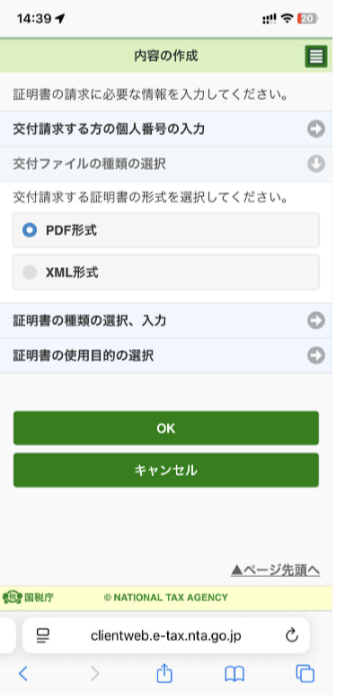 14:39
20
内容の作成
証明書の請求に必要な情報を入力してください。
交付請求する方の個人番号の入力
交付ファイルの種類の選択
交付請求する証明書の形式を選択してください。
PDF形式
XML形式
証明書の種類の選択、入力
証明書の使用目的の選択
OK
キャンセル
▲ページ先頭へ
国税庁 © NATIONAL TAX AGENCY
clientweb.e-tax.nta.go.jp